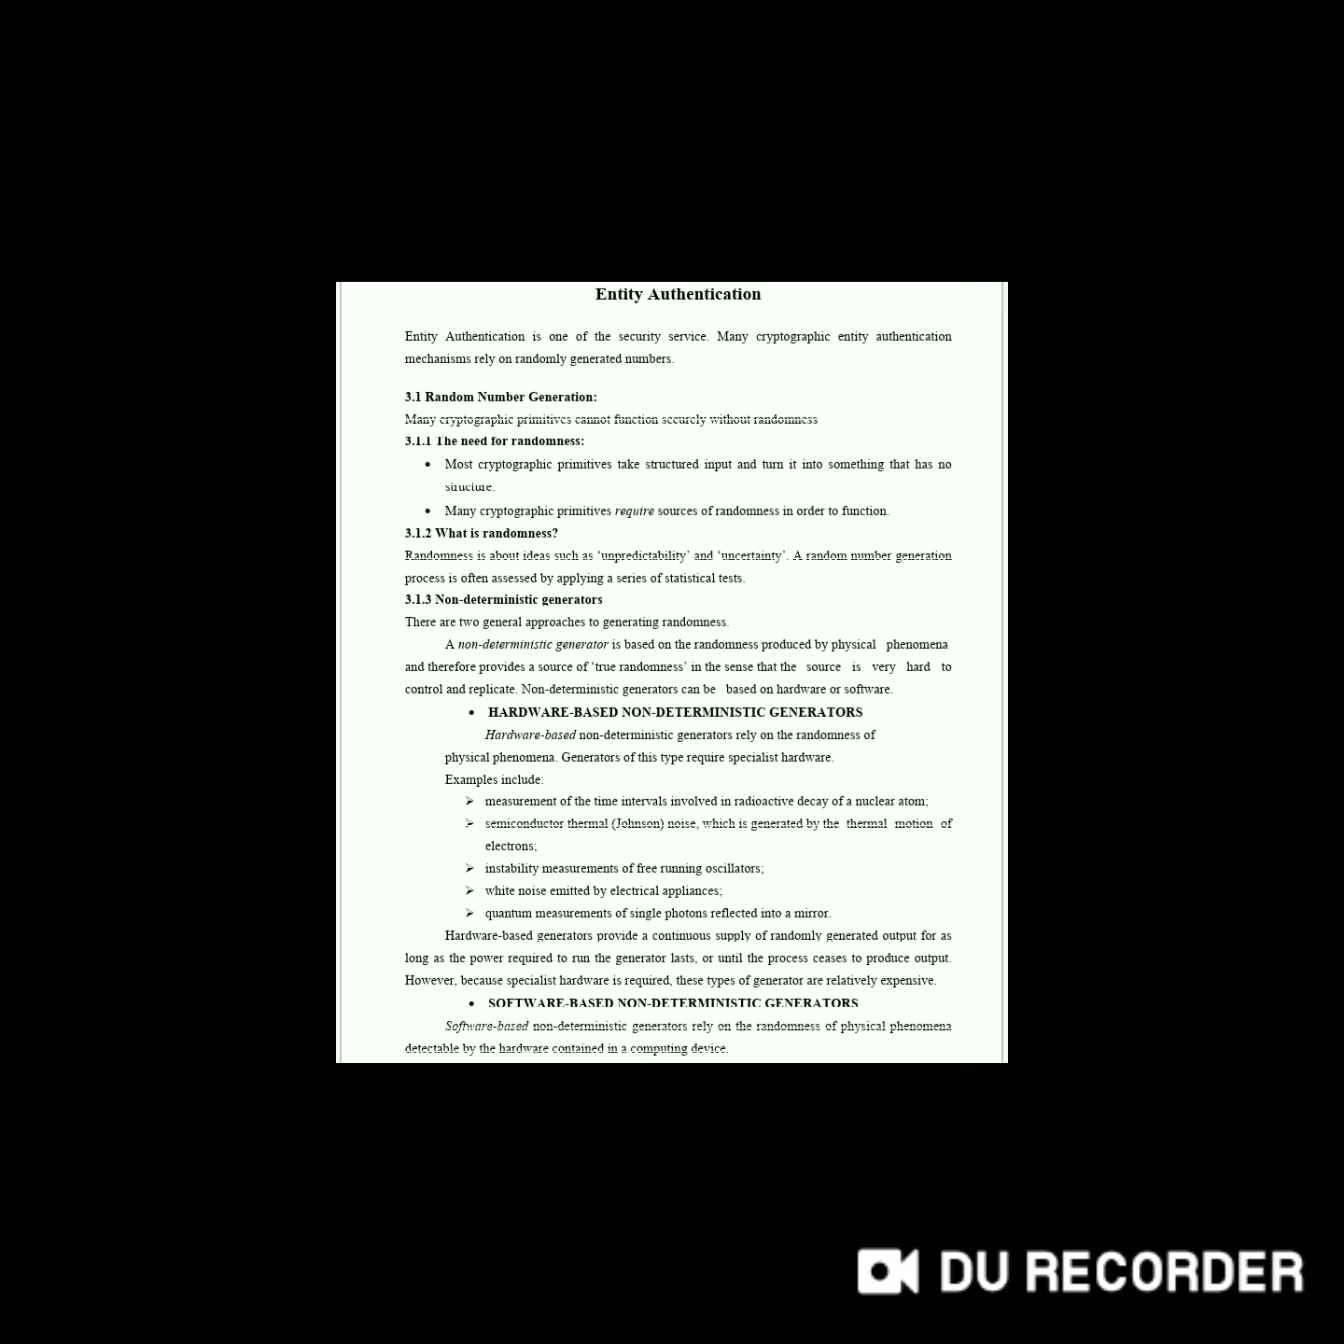 Entity Authentication
Entity Authentication is one of the security service. Many cryptographic entity authentication
mechanisms rely on randomly generated numbers.
3.1 Random Number Generation:
Many cryptographic primitives cannot function securely without randomness
3.1.1 The need for randomness:
• Most cryptographic primitives take structured input and turn it into something that has no
structure.
• Many cryptographic primitives require sources of randomness in order to function.
3.1.2 What is randomness?
Randomness is about ideas such as ‘unpredictability’ and ‘uncertainty’. A random number generation
process is often assessed by applying a series of statistical tests.
3.1.3 Non-deterministic generators
There are two general approaches to generating randomness.
A non-deterministic generator is based on the randomness produced by physical phenomena
and therefore provides a source of ‘true randomness’ in the sense that the source is very hard to
control and replicate. Non-deterministic generators can be based on hardware or software.
• HARDWARE-BASED NON-DETERMINISTIC GENERATORS
Hardware-based non-deterministic generators rely on the randomness of
physical phenomena. Generators of this type require specialist hardware.
Examples include:
➢ measurement of the time intervals involved in radioactive decay of a nuclear atom;
➢ semiconductor thermal (Johnson) noise, which is generated by the thermal motion of
electrons;
➢ instability measurements of free running oscillators;
➢ white noise emitted by electrical appliances;
➢ quantum measurements of single photons reflected into a mirror.
Hardware-based generators provide a continuous supply of randomly generated output for as
long as the power required to run the generator lasts, or until the process ceases to produce output.
However, because specialist hardware is required, these types of generator are relatively expensive.
• SOFTWARE-BASED NON-DETERMINISTIC GENERATORS
Software-based non-deterministic generators rely on the randomness of physical phenomena
detectable by the hardware contained in a computing device.
DU RECORDER